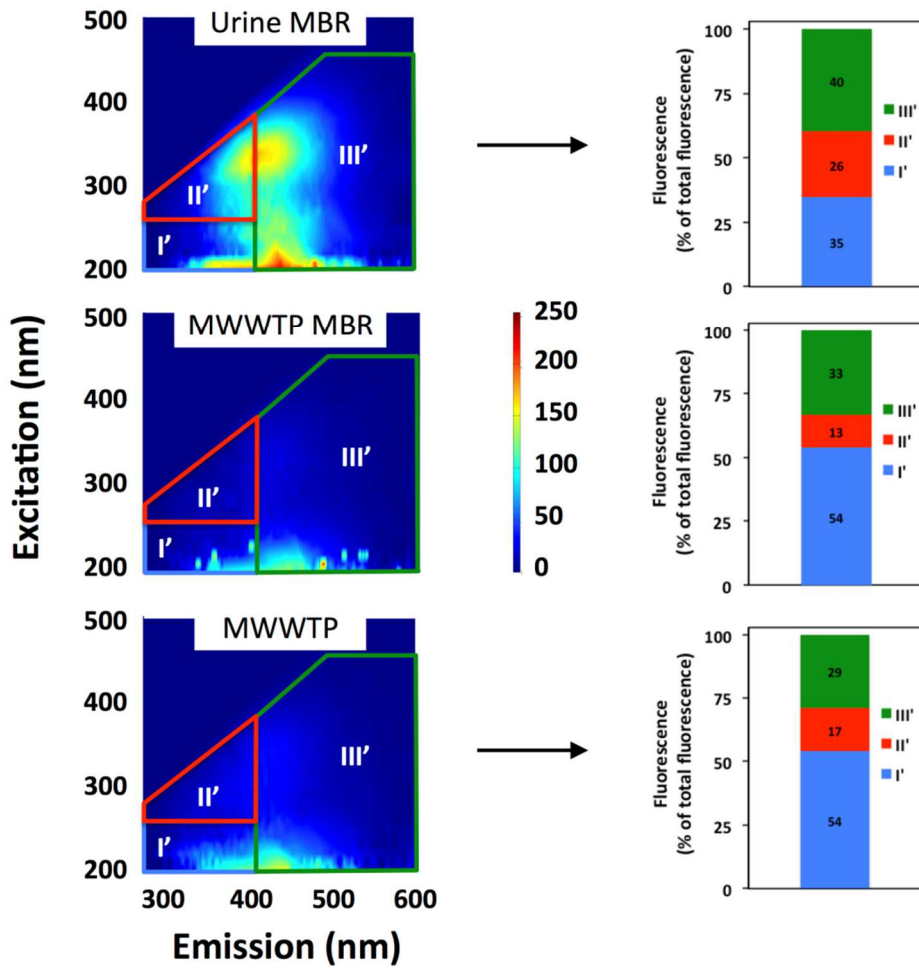 Urine MBR
500
400
300
200
II'
III'
I'
100
75
50
25
0
Fluorescence
(% of total fluorescence)
40
26
35
III'
II'
I'
MWWTP MBR
500
400
300
200
II'
III'
I'
250
200
150
100
50
0
100
75
50
25
0
Fluorescence
(% of total fluorescence)
33
13
54
III'
II'
I'
Excitation (nm)
MWWTP
500
400
300
200
II'
III'
I'
300 400 500 600
Emission (nm)
100
75
50
25
0
Fluorescence
(% of total fluorescence)
29
17
54
III'
II'
I'